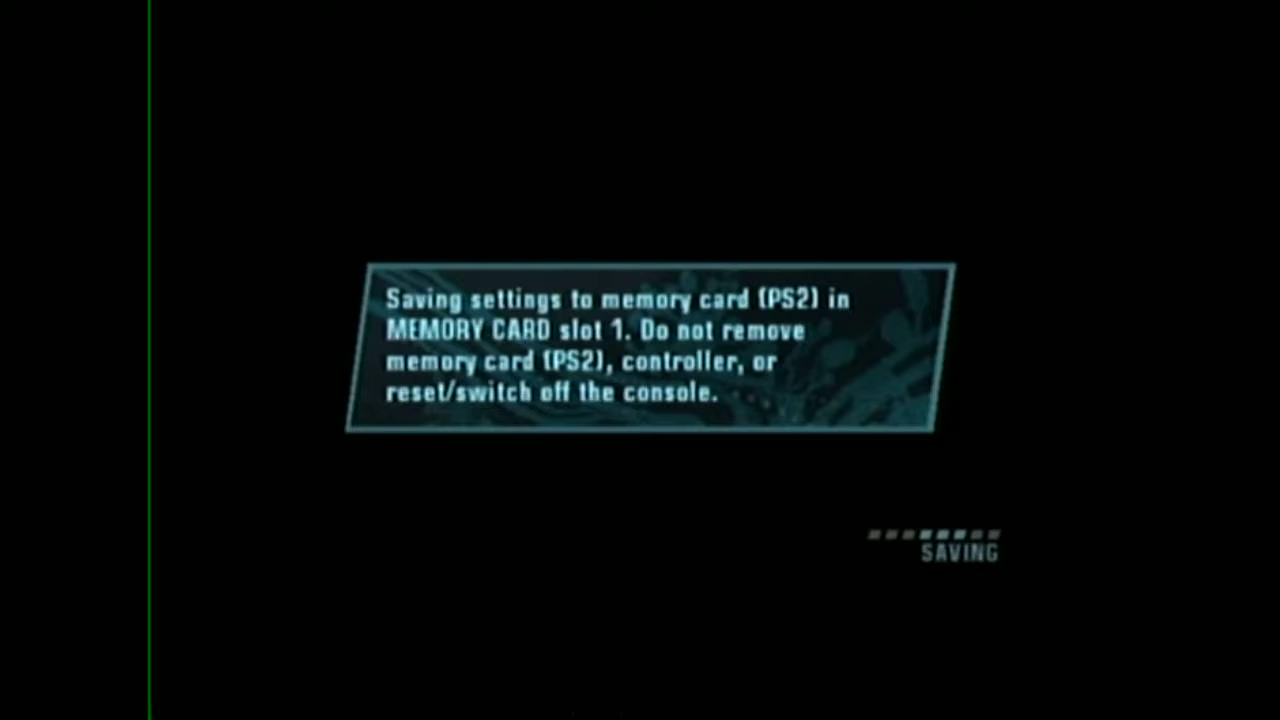 Saving settings to memory card (PS2) in
MEMORY CARD slot 1. Do not remove
memory card (PS2), controller, or
reset/switch off the console.
SAVING